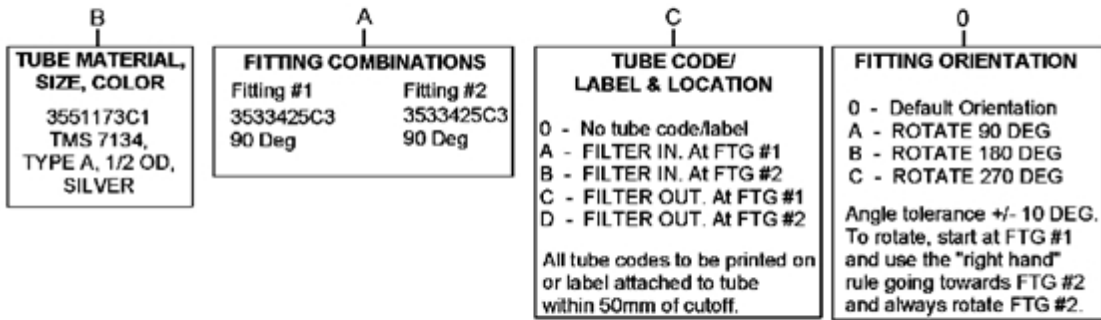 B
TUBE MATERIAL,
SIZE, COLOR
3551173C1
TMS 7134,
TYPE A, 1/2 OD,
SILVER
A
FITTING COMBINATIONS
Fitting #1 Fitting #2
3533425C3 3533425C3
90 Deg 90 Deg
C
TUBE CODE/
LABEL & LOCATION
0 - No tube code/label
A - FILTER IN. At FTG #1
B - FILTER IN. At FTG #2
C - FILTER OUT. At FTG #1
D - FILTER OUT. At FTG #2
All tube codes to be printed on
or label attached to tube
within 50mm of cutoff.
0
FITTING ORIENTATION
0 - Default Orientation
A - ROTATE 90 DEG
B - ROTATE 180 DEG
C - ROTATE 270 DEG
Angle tolerance +/- 10 DEG.
To rotate, start at FTG #1
and use the "right hand"
rule going towards FTG #2
and always rotate FTG #2.